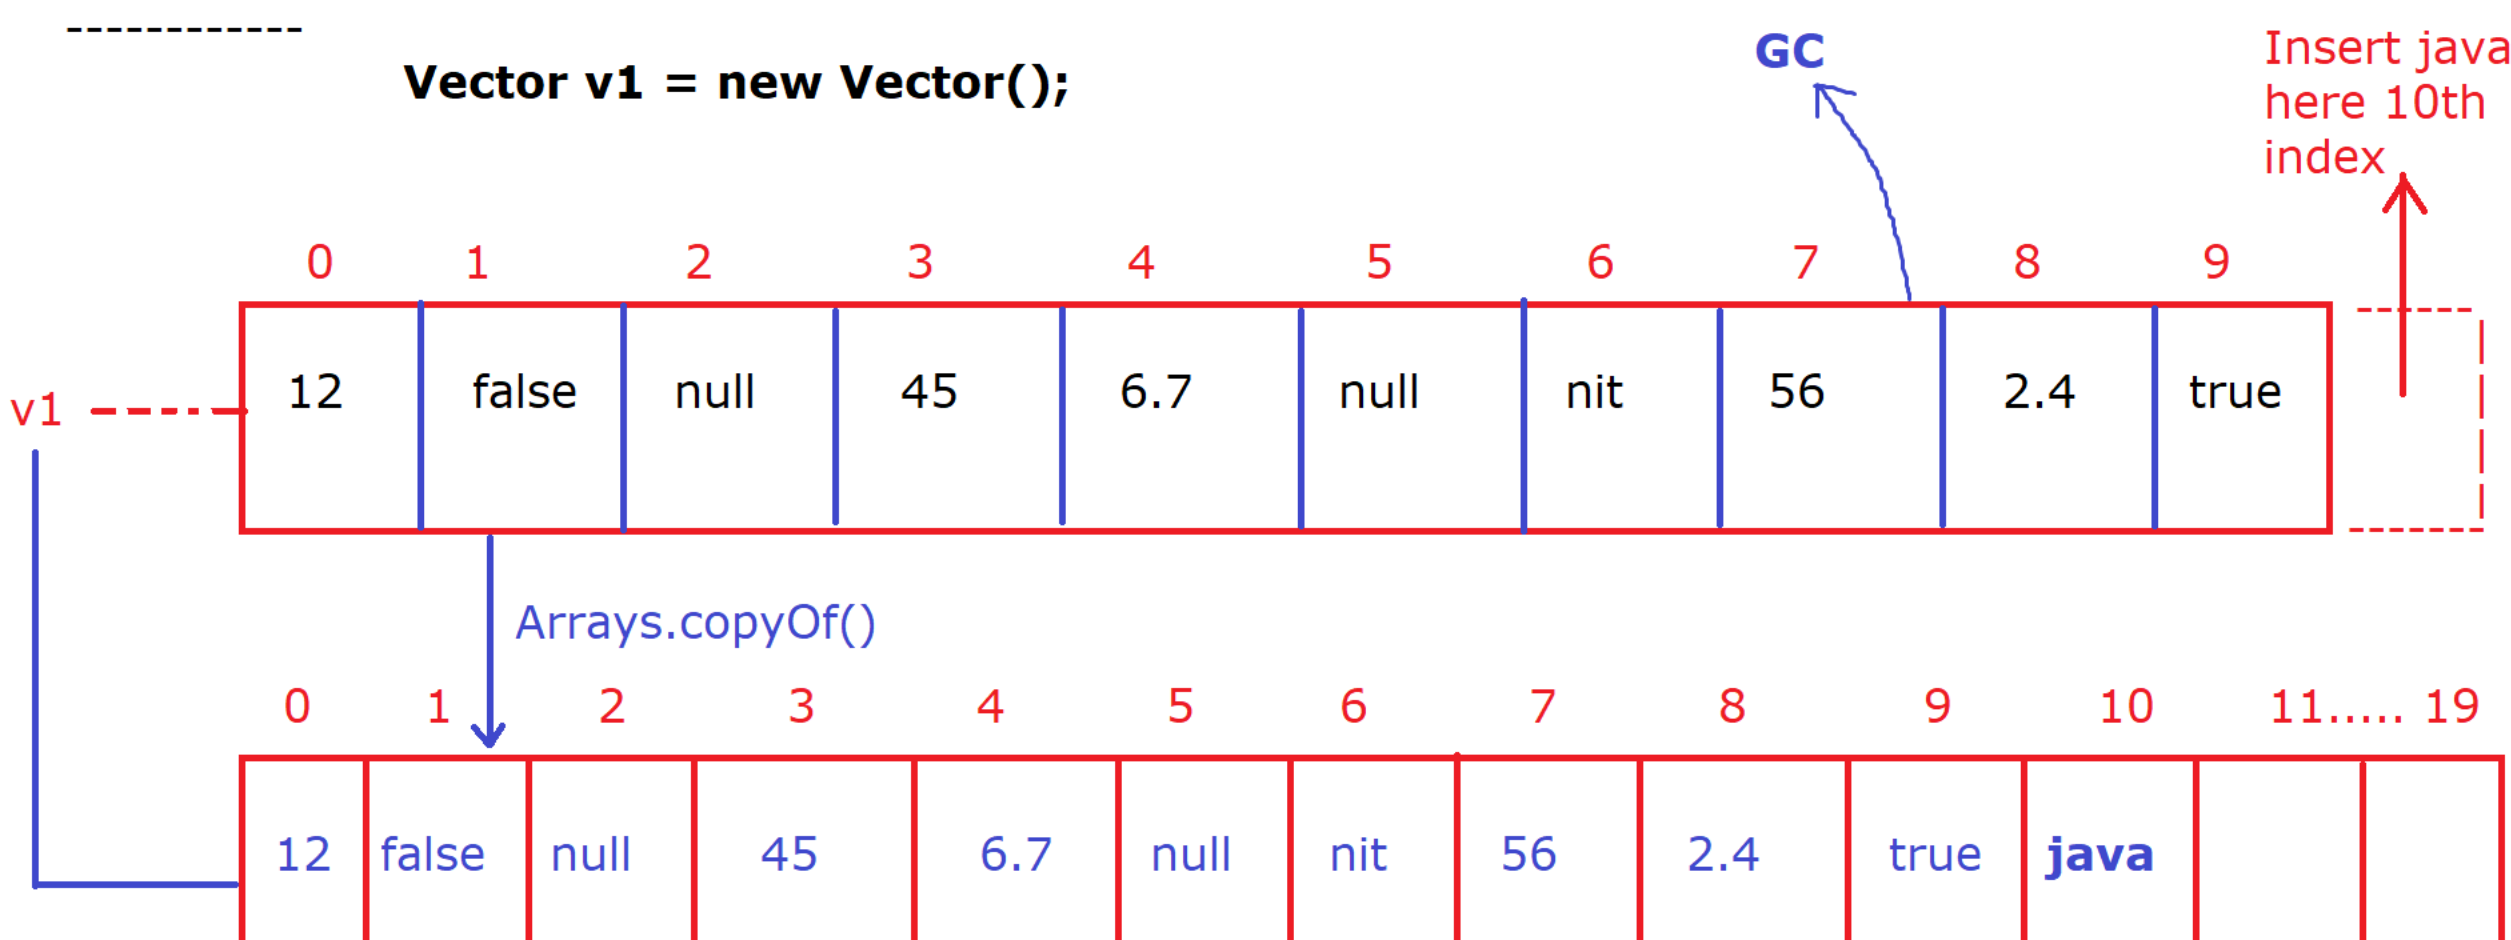 ------------
Vector v1 = new Vector();
GC
Insert java
here 10th
index
0 1 2 3 4 5 6 7 8 9
12 false null 45 6.7 null nit 56 2.4 true
v1
Arrays.copyOf()
0 1 2 3 4 5 6 7 8 9 10 11..... 19
12 false null 45 6.7 null nit 56 2.4 true java